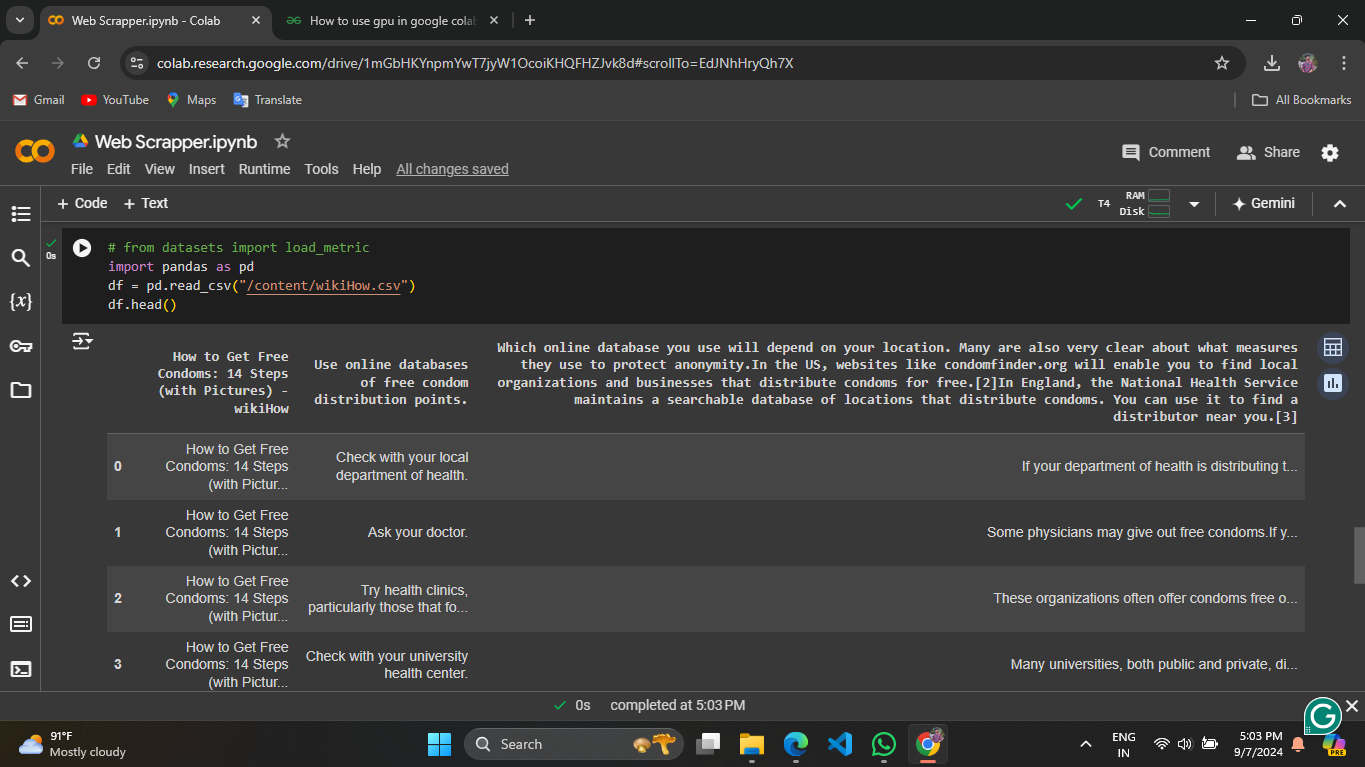 Web Scrapper.ipynb - Colab
How to use gpu in google cola
colab.research.google.com/drive/1mGbHKYnpmYwT7jyW1OcoiKHQFHZJvk8d#scrollTo=EdJNhHryQh7X
Gmail YouTube Maps Translate All Bookmarks
Web Scrapper.ipynb
Comment Share
File Edit View Insert Runtime Tools Help All changes saved
+ Code + Text T4 RAM Disk Gemini
0s
# from datasets import load_metric
import pandas as pd
df = pd.read_csv("/content/wikiHow.csv")
df.head()
How to Get Free
Condoms: 14 Steps
(with Pictures) -
wikiHow
Use online databases
of free condom
distribution points.
Which online database you use will depend on your location. Many are also very clear about what measures
they use to protect anonymity.In the US, websites like condomfinder.org will enable you to find local
organizations and businesses that distribute condoms for free.[2]In England, the National Health Service
maintains a searchable database of locations that distribute condoms. You can use it to find a
distributor near you.[3]
0
How to Get Free
Condoms: 14 Steps
(with Pictur...
Check with your local
department of health.
If your department of health is distributing t...
1
How to Get Free
Condoms: 14 Steps
(with Pictur...
Ask your doctor.
Some physicians may give out free condoms.If y...
2
How to Get Free
Condoms: 14 Steps
(with Pictur...
Try health clinics,
particularly those that fo...
These organizations often offer condoms free o...
3
How to Get Free
Condoms: 14 Steps
(with Pictur...
Check with your university
health center.
Many universities, both public and private, di...
0s completed at 5:03 PM
91°F
Mostly cloudy
Search
ENG
IN
5:03 PM
9/7/2024
PRE